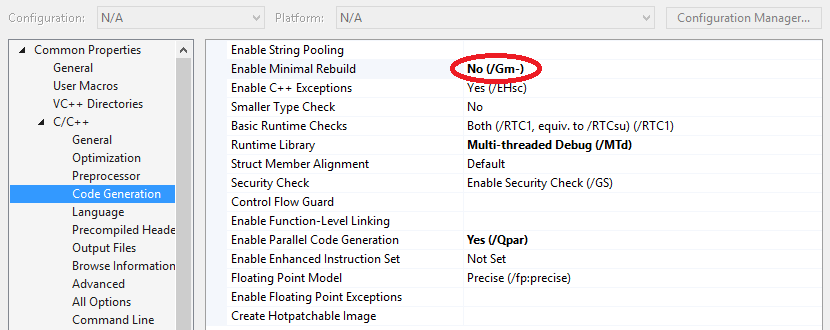 Configuration: N/A Platform: N/A Configuration Manager...
Common Properties
General
User Macros
VC++ Directories
C/C++
General
Optimization
Preprocessor
Code Generation
Language
Precompiled Heade
Output Files
Browse Information
Advanced
All Options
Command Line
Enable String Pooling
Enable Minimal Rebuild No (/Gm-)
Enable C++ Exceptions Yes (/EHsc)
Smaller Type Check No
Basic Runtime Checks Both (/RTC1, equiv. to /RTCsu) (/RTC1)
Runtime Library Multi-threaded Debug (/MTd)
Struct Member Alignment Default
Security Check Enable Security Check (/GS)
Control Flow Guard
Enable Function-Level Linking
Enable Parallel Code Generation Yes (/Qpar)
Enable Enhanced Instruction Set Not Set
Floating Point Model Precise (/fp:precise)
Enable Floating Point Exceptions
Create Hotpatchable Image